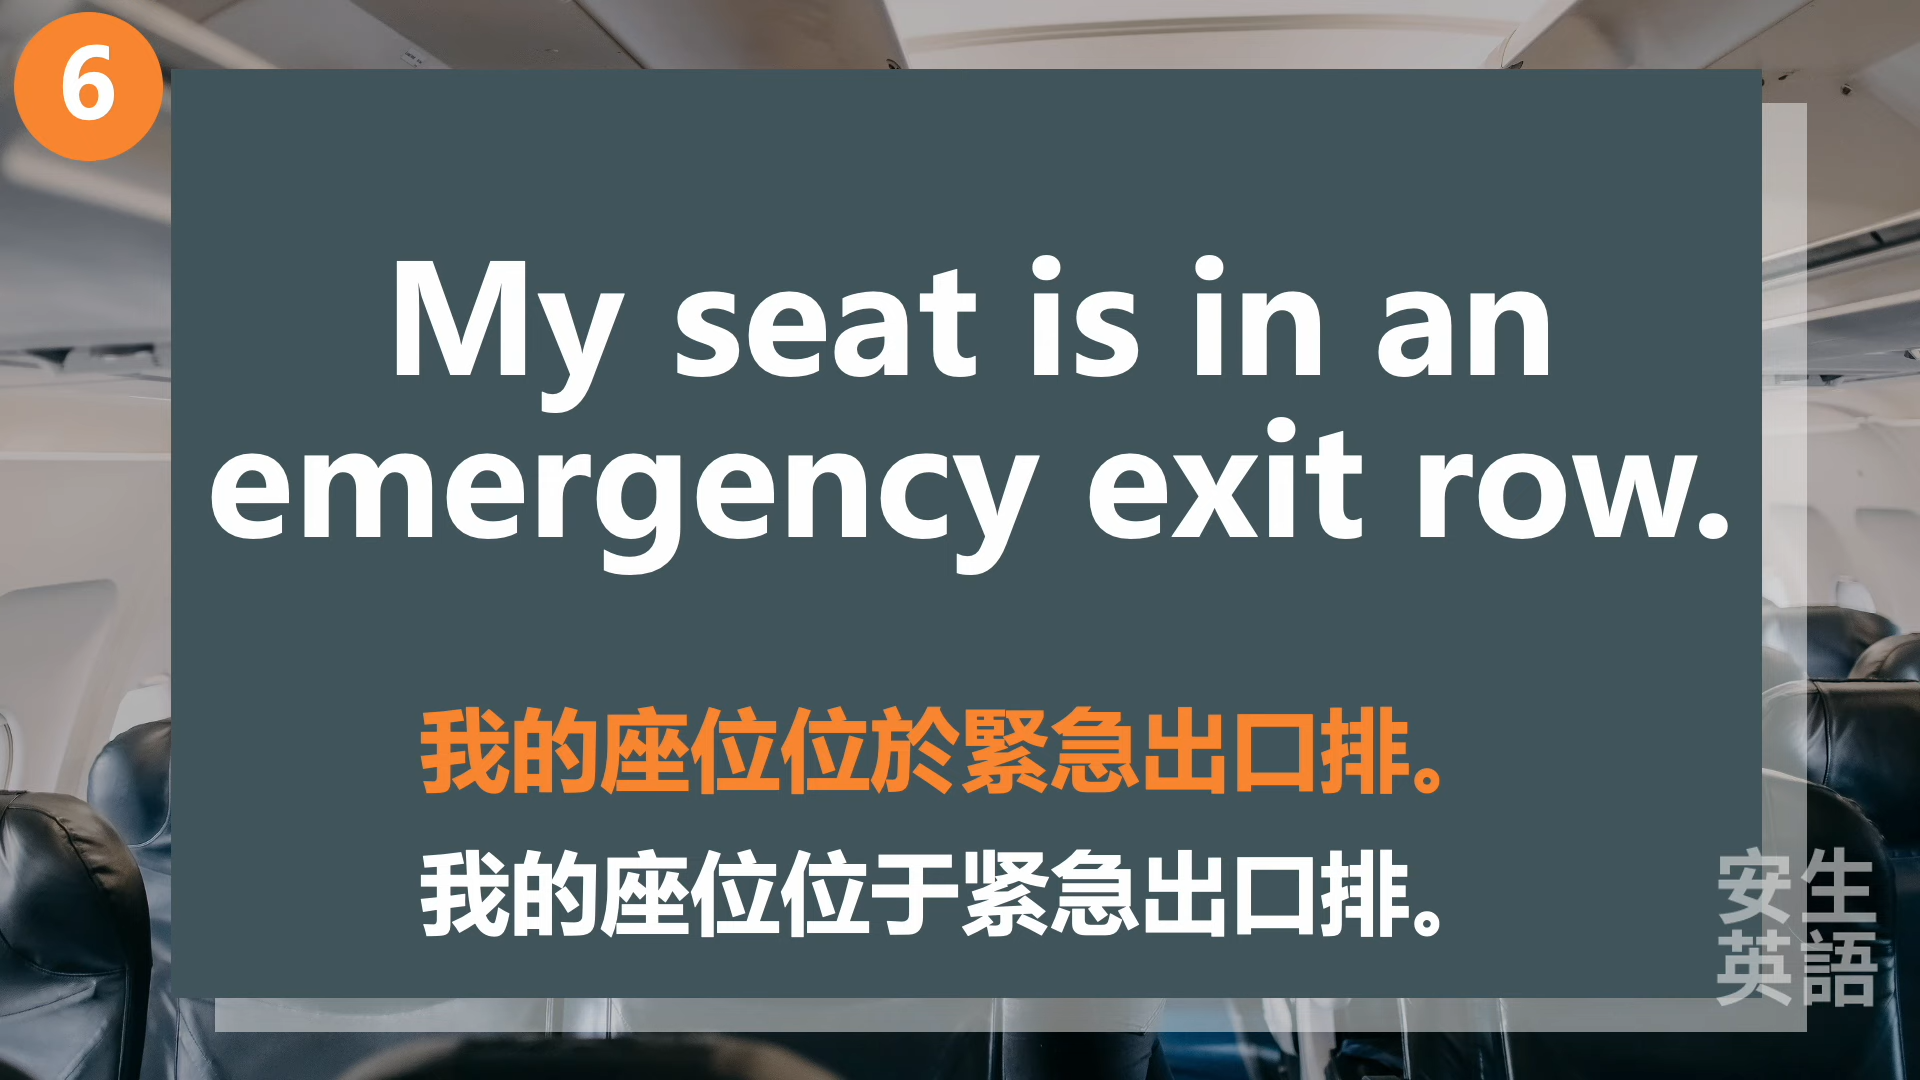 6
My seat is in an
emergency exit row.
我的座位位於緊急出口排。
我的座位位于紧急出口排。
安生
英語